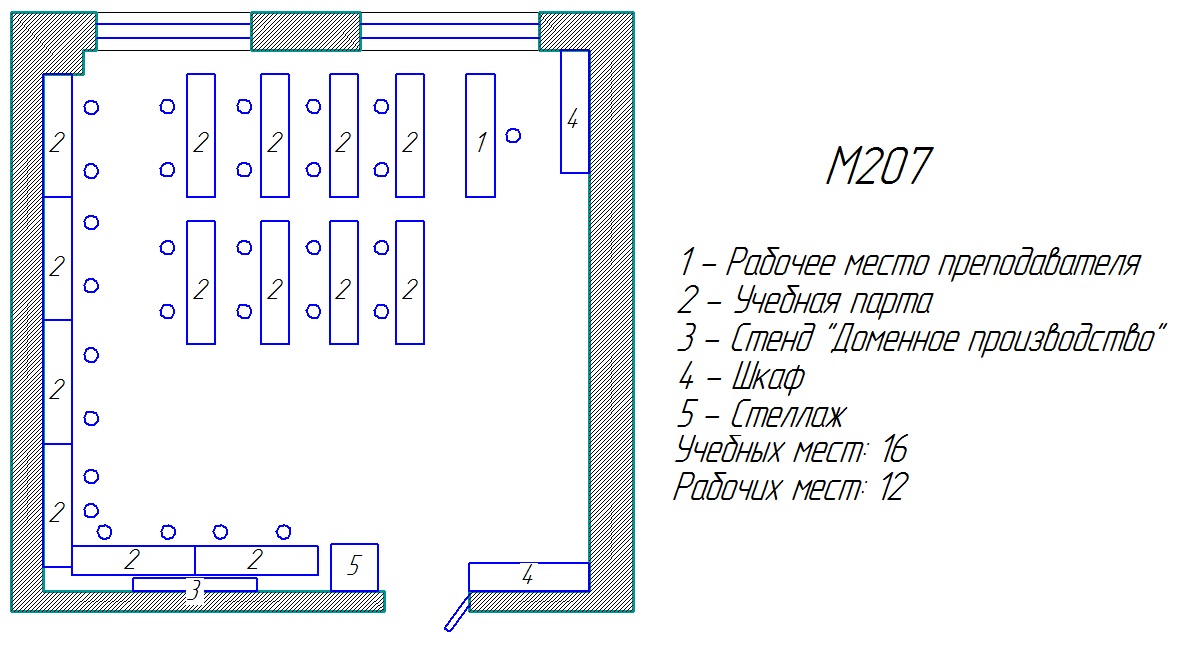 2 2 2 2 2 1 4
М207
2 2 2 2 2
1 – Рабочее место преподавателя
2 – Учебная парта
3 – Стенд "Доменное производство"
4 – Шкаф
5 – Стеллаж
Учебных мест: 16
Рабочих мест: 12
2
2
2 2 5 4
3